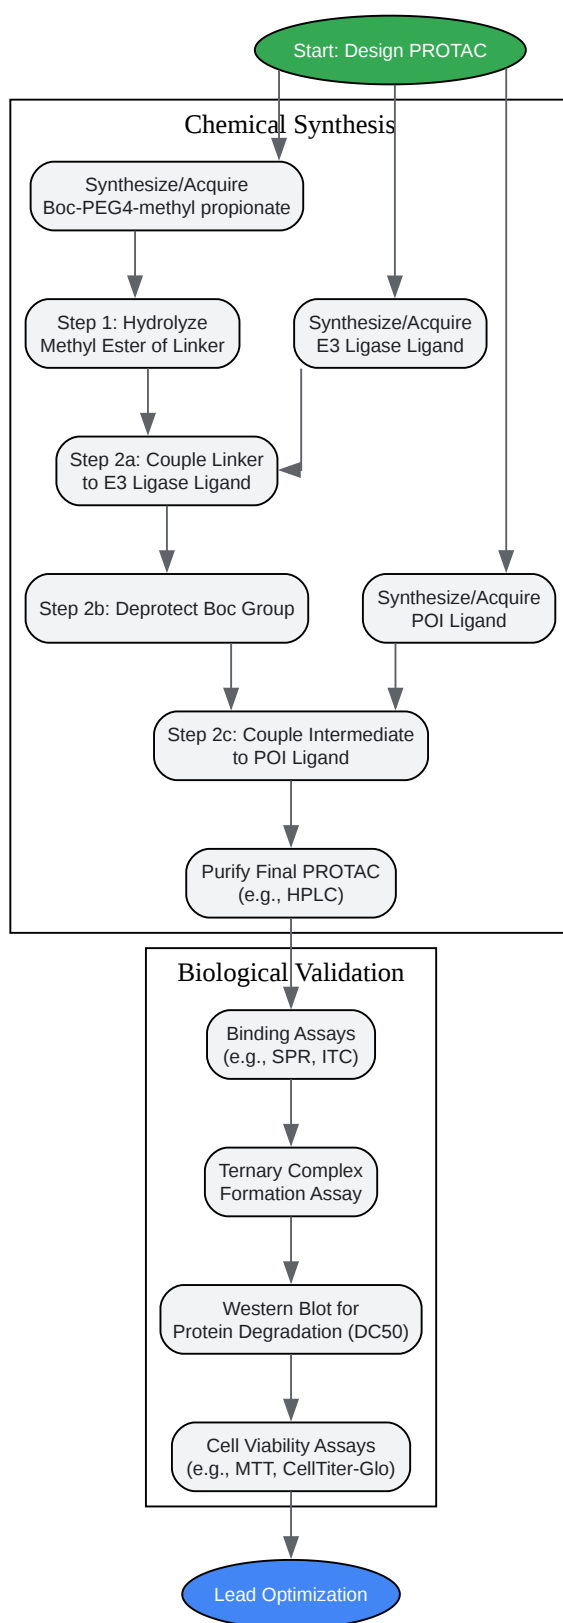 Start: Design PROTAC
Chemical Synthesis
Synthesize/Acquire
Boc-PEG4-methyl propionate
Step 1: Hydrolyze
Methyl Ester of Linker
Synthesize/Acquire
E3 Ligase Ligand
Step 2a: Couple Linker
to E3 Ligase Ligand
Step 2b: Deprotect Boc Group
Synthesize/Acquire
POI Ligand
Step 2c: Couple Intermediate
to POI Ligand
Purify Final PROTAC
(e.g., HPLC)
Biological Validation
Binding Assays
(e.g., SPR, ITC)
Ternary Complex
Formation Assay
Western Blot for
Protein Degradation (DC50)
Cell Viability Assays
(e.g., MTT, CellTiter-Glo)
Lead Optimization